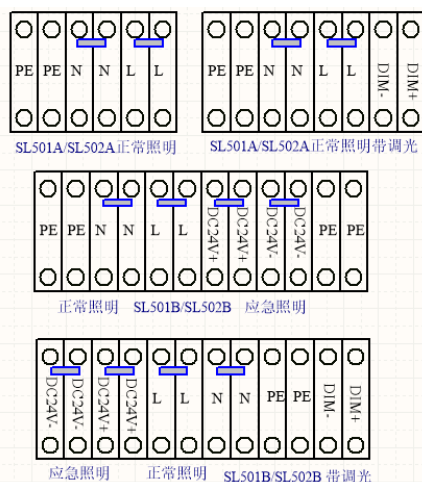 PE PE N N L L
PE PE N N L L DIM- DIM+
SL501A/SL502A正常照明
SL501A/SL502A正常照明带调光
PE PE N N L L DC24V+ DC24V+ DC24V- DC24V- PE PE
正常照明 SL501B/SL502B 应急照明
DC24V- DC24V- DC24V+ DC24V+ L L N N PE PE DIM- DIM+
应急照明 正常照明 SL501B/SL502B 带调光